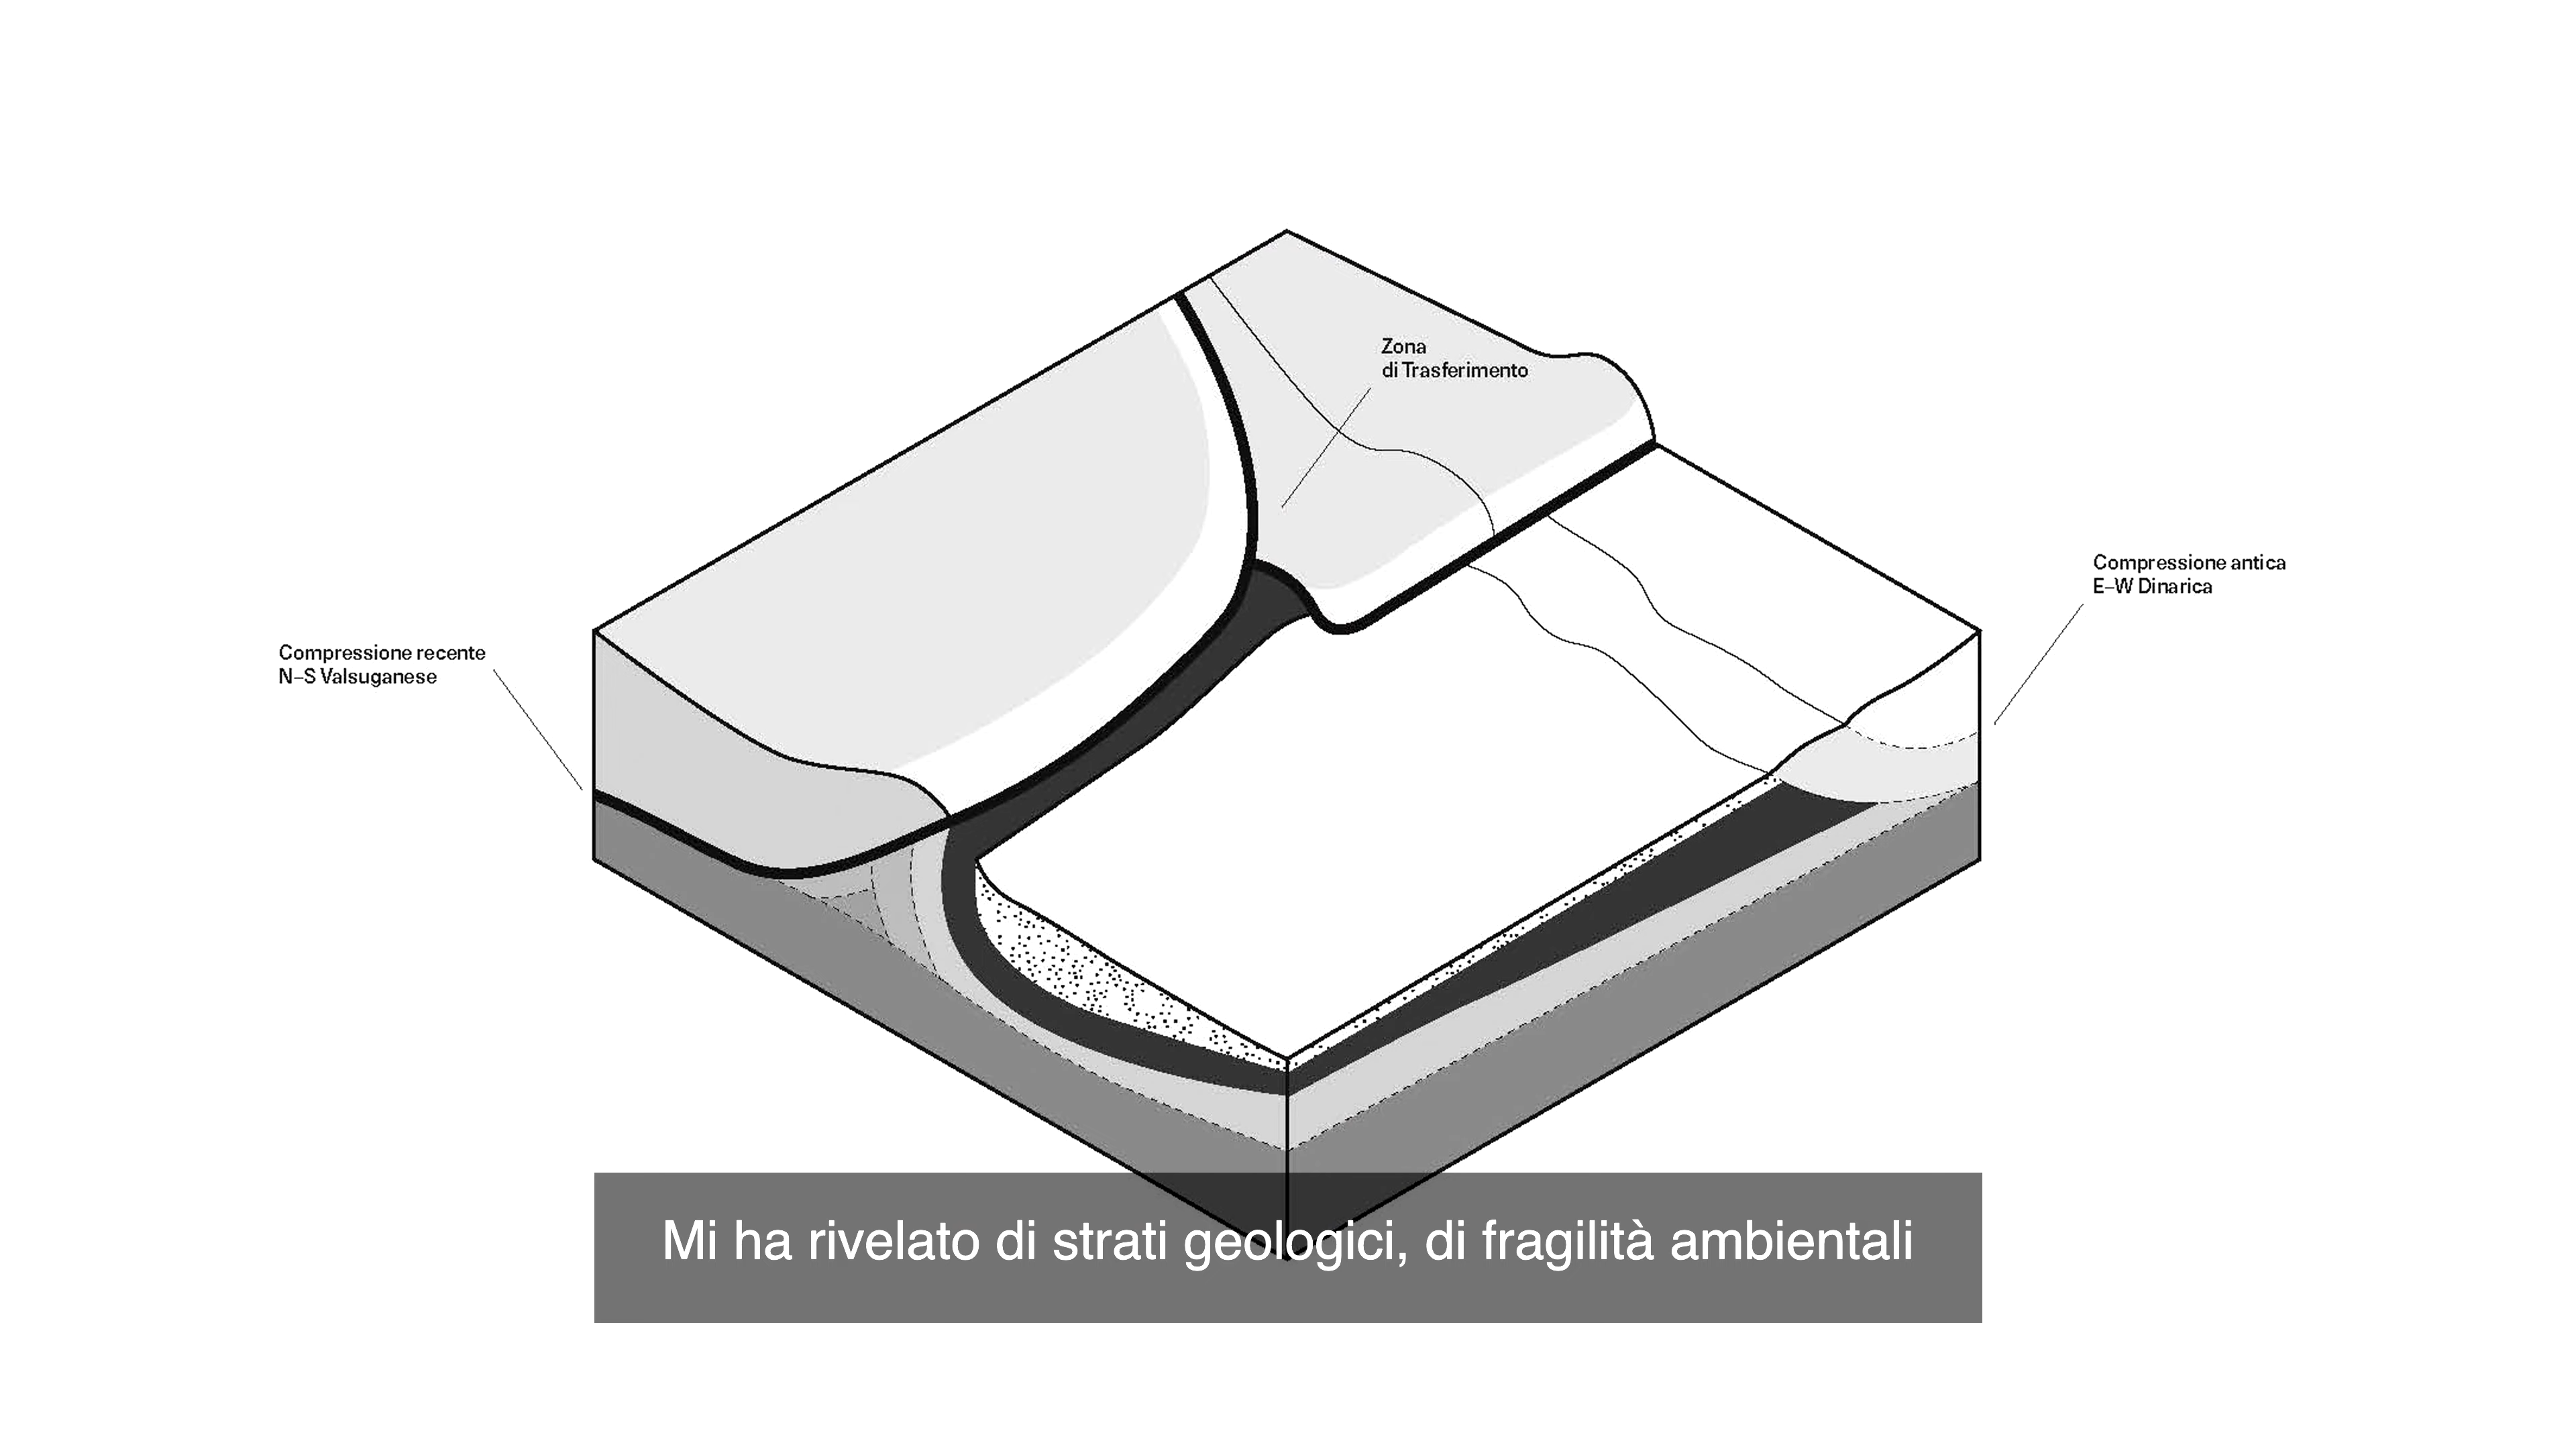 Zona
di Trasferimento
Compressione antica
E–W Dinarica
Compressione recente
N–S Valsuganese
Mi ha rivelato di strati geologici, di fragilità ambientali